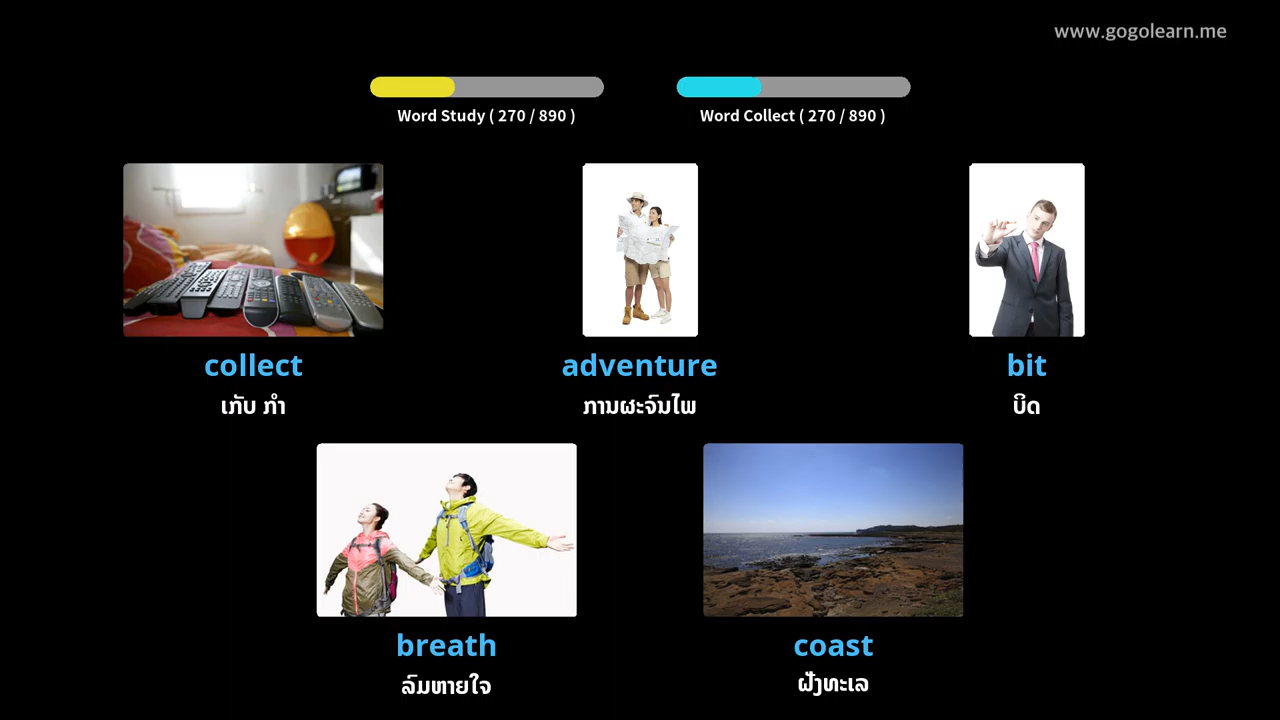 www.gogolearn.me
Word Study ( 270 / 890 )
Word Collect ( 270 / 890 )
collect
ເກັບ ກຳ
adventure
ການຜະຈົນໄພ
bit
ບິດ
breath
ລົມຫາຍໃຈ
coast
ຝັ່ງທະເລ